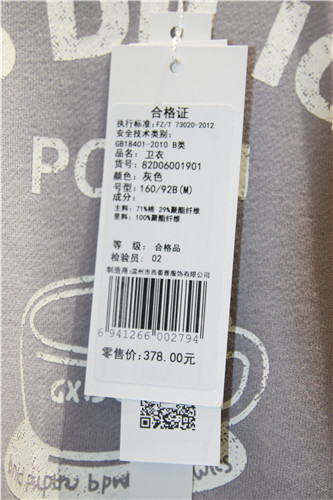 PO
合格证
执行标准:FZ/T 73020-2012
安全技术类别:
GB18401-2010 B类
品名: 卫衣
货号: 82D06001901
颜色: 灰色
号型: 160/92B(M)
成分:
主料: 71%棉 29%聚酯纤维
里料: 100%聚酯纤维
等 级: 合格品
检验员: 02
制造商:温州市西蔓雅服饰有限公司
6 941266 002794
零售价:378.00元